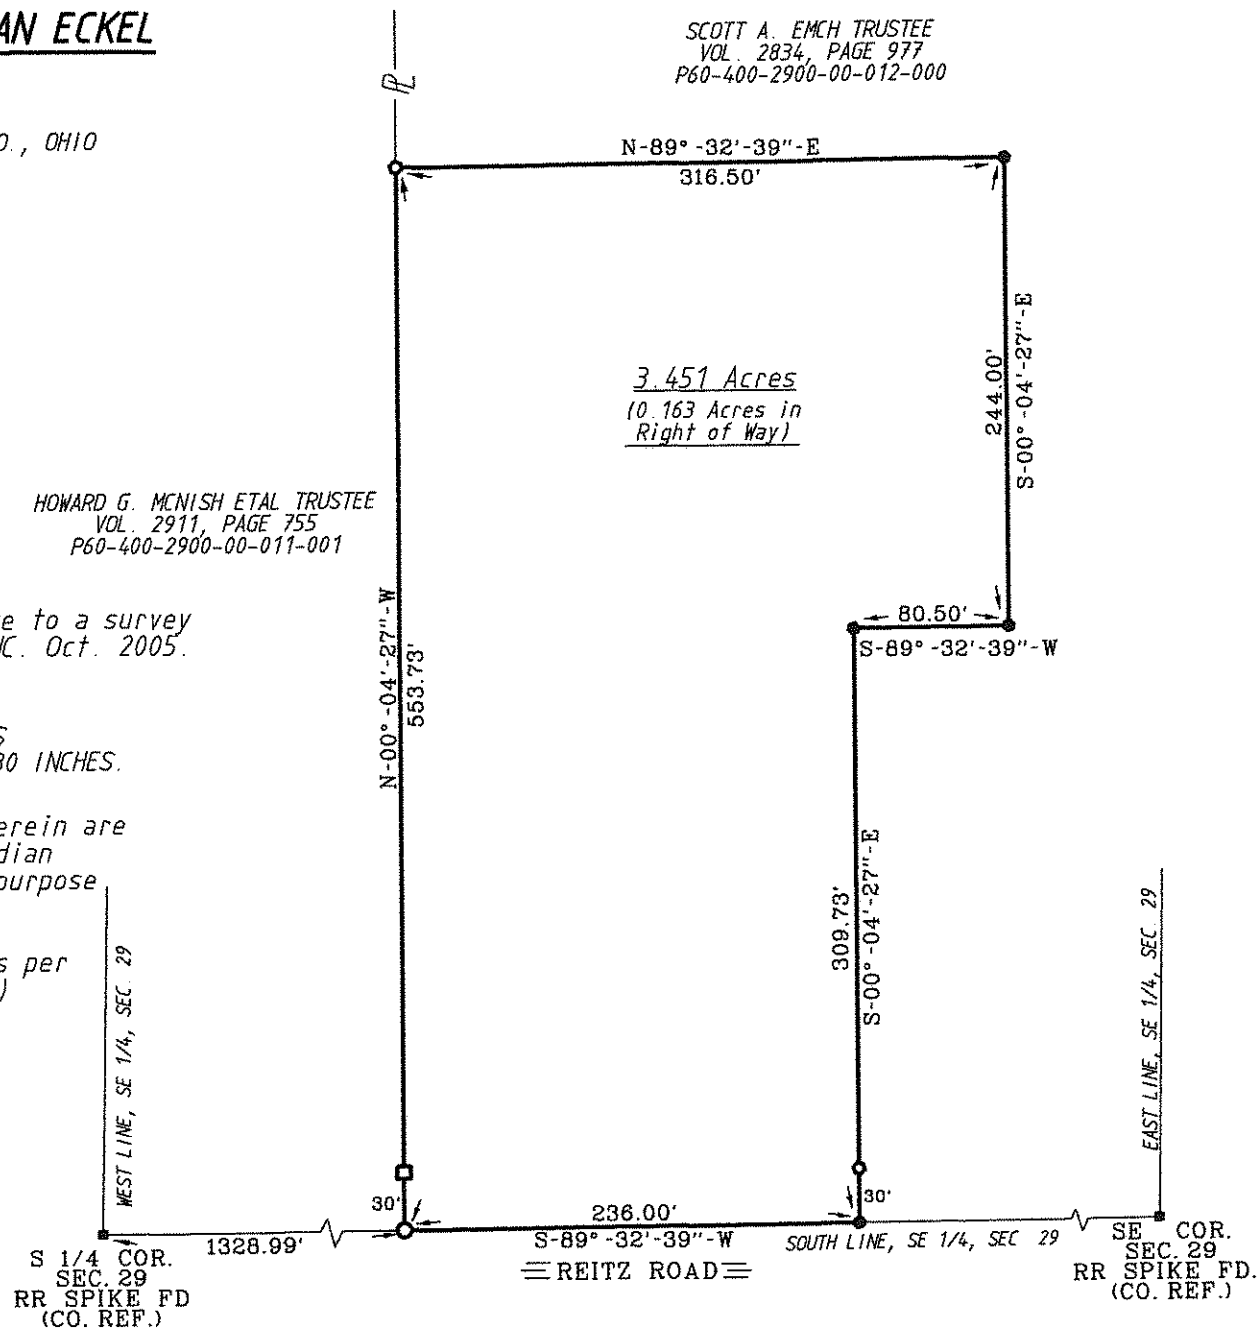 AN ECKEL
O., OHIO
SCOTT A. EMCH TRUSTEE
VOL. 2834, PAGE 977
P60-400-2900-00-012-000
PL
N-89°-32'-39"-E
316.50'
244.00'
S-00°-04'-27"-E
3.451 Acres
(0.163 Acres in
Right of Way)
HOWARD G. MCNISH ETAL TRUSTEE
VOL. 2911, PAGE 755
P60-400-2900-00-011-001
N-00°-04'-27"-W
553.73'
80.50'
S-89°-32'-39"-W
e to a survey
C. Oct. 2005.
S
30 INCHES.
erein are
dian
purpose
s per
)
309.73'
S-00°-04'-27"-E
WEST LINE, SE 1/4, SEC. 29
EAST LINE, SE 1/4, SEC. 29
30'
30'
1328.99'
236.00'
S-89°-32'-39"-W
SOUTH LINE, SE 1/4, SEC 29
≡REITZ ROAD≡
S 1/4 COR.
SEC. 29
RR SPIKE FD
(CO. REF.)
SE COR.
SEC. 29
RR SPIKE FD.
(CO. REF.)